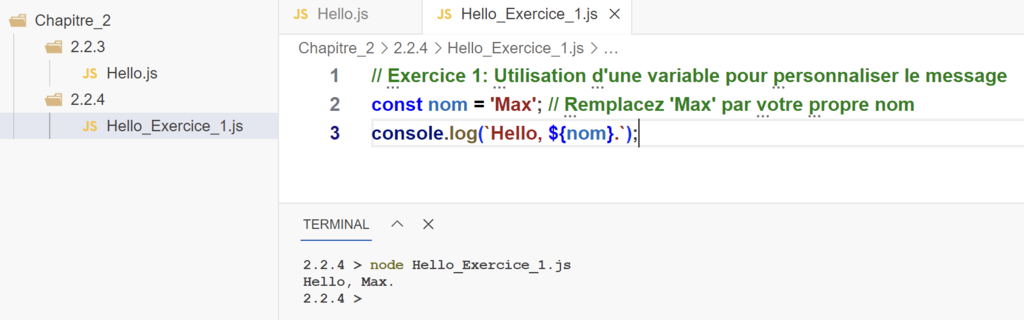 Chapitre_2
2.2.3
JS Hello.js
2.2.4
JS Hello_Exercice_1.js
JS Hello.js
JS Hello_Exercice_1.js ×
Chapitre_2 > 2.2.4 > Hello_Exercice_1.js > ...
1 // Exercice 1: Utilisation d'une variable pour personnaliser le message
2 const nom = 'Max'; // Remplacez 'Max' par votre propre nom
3 console.log(`Hello, ${nom}.`);
TERMINAL
2.2.4 > node Hello_Exercice_1.js
Hello, Max.
2.2.4 >